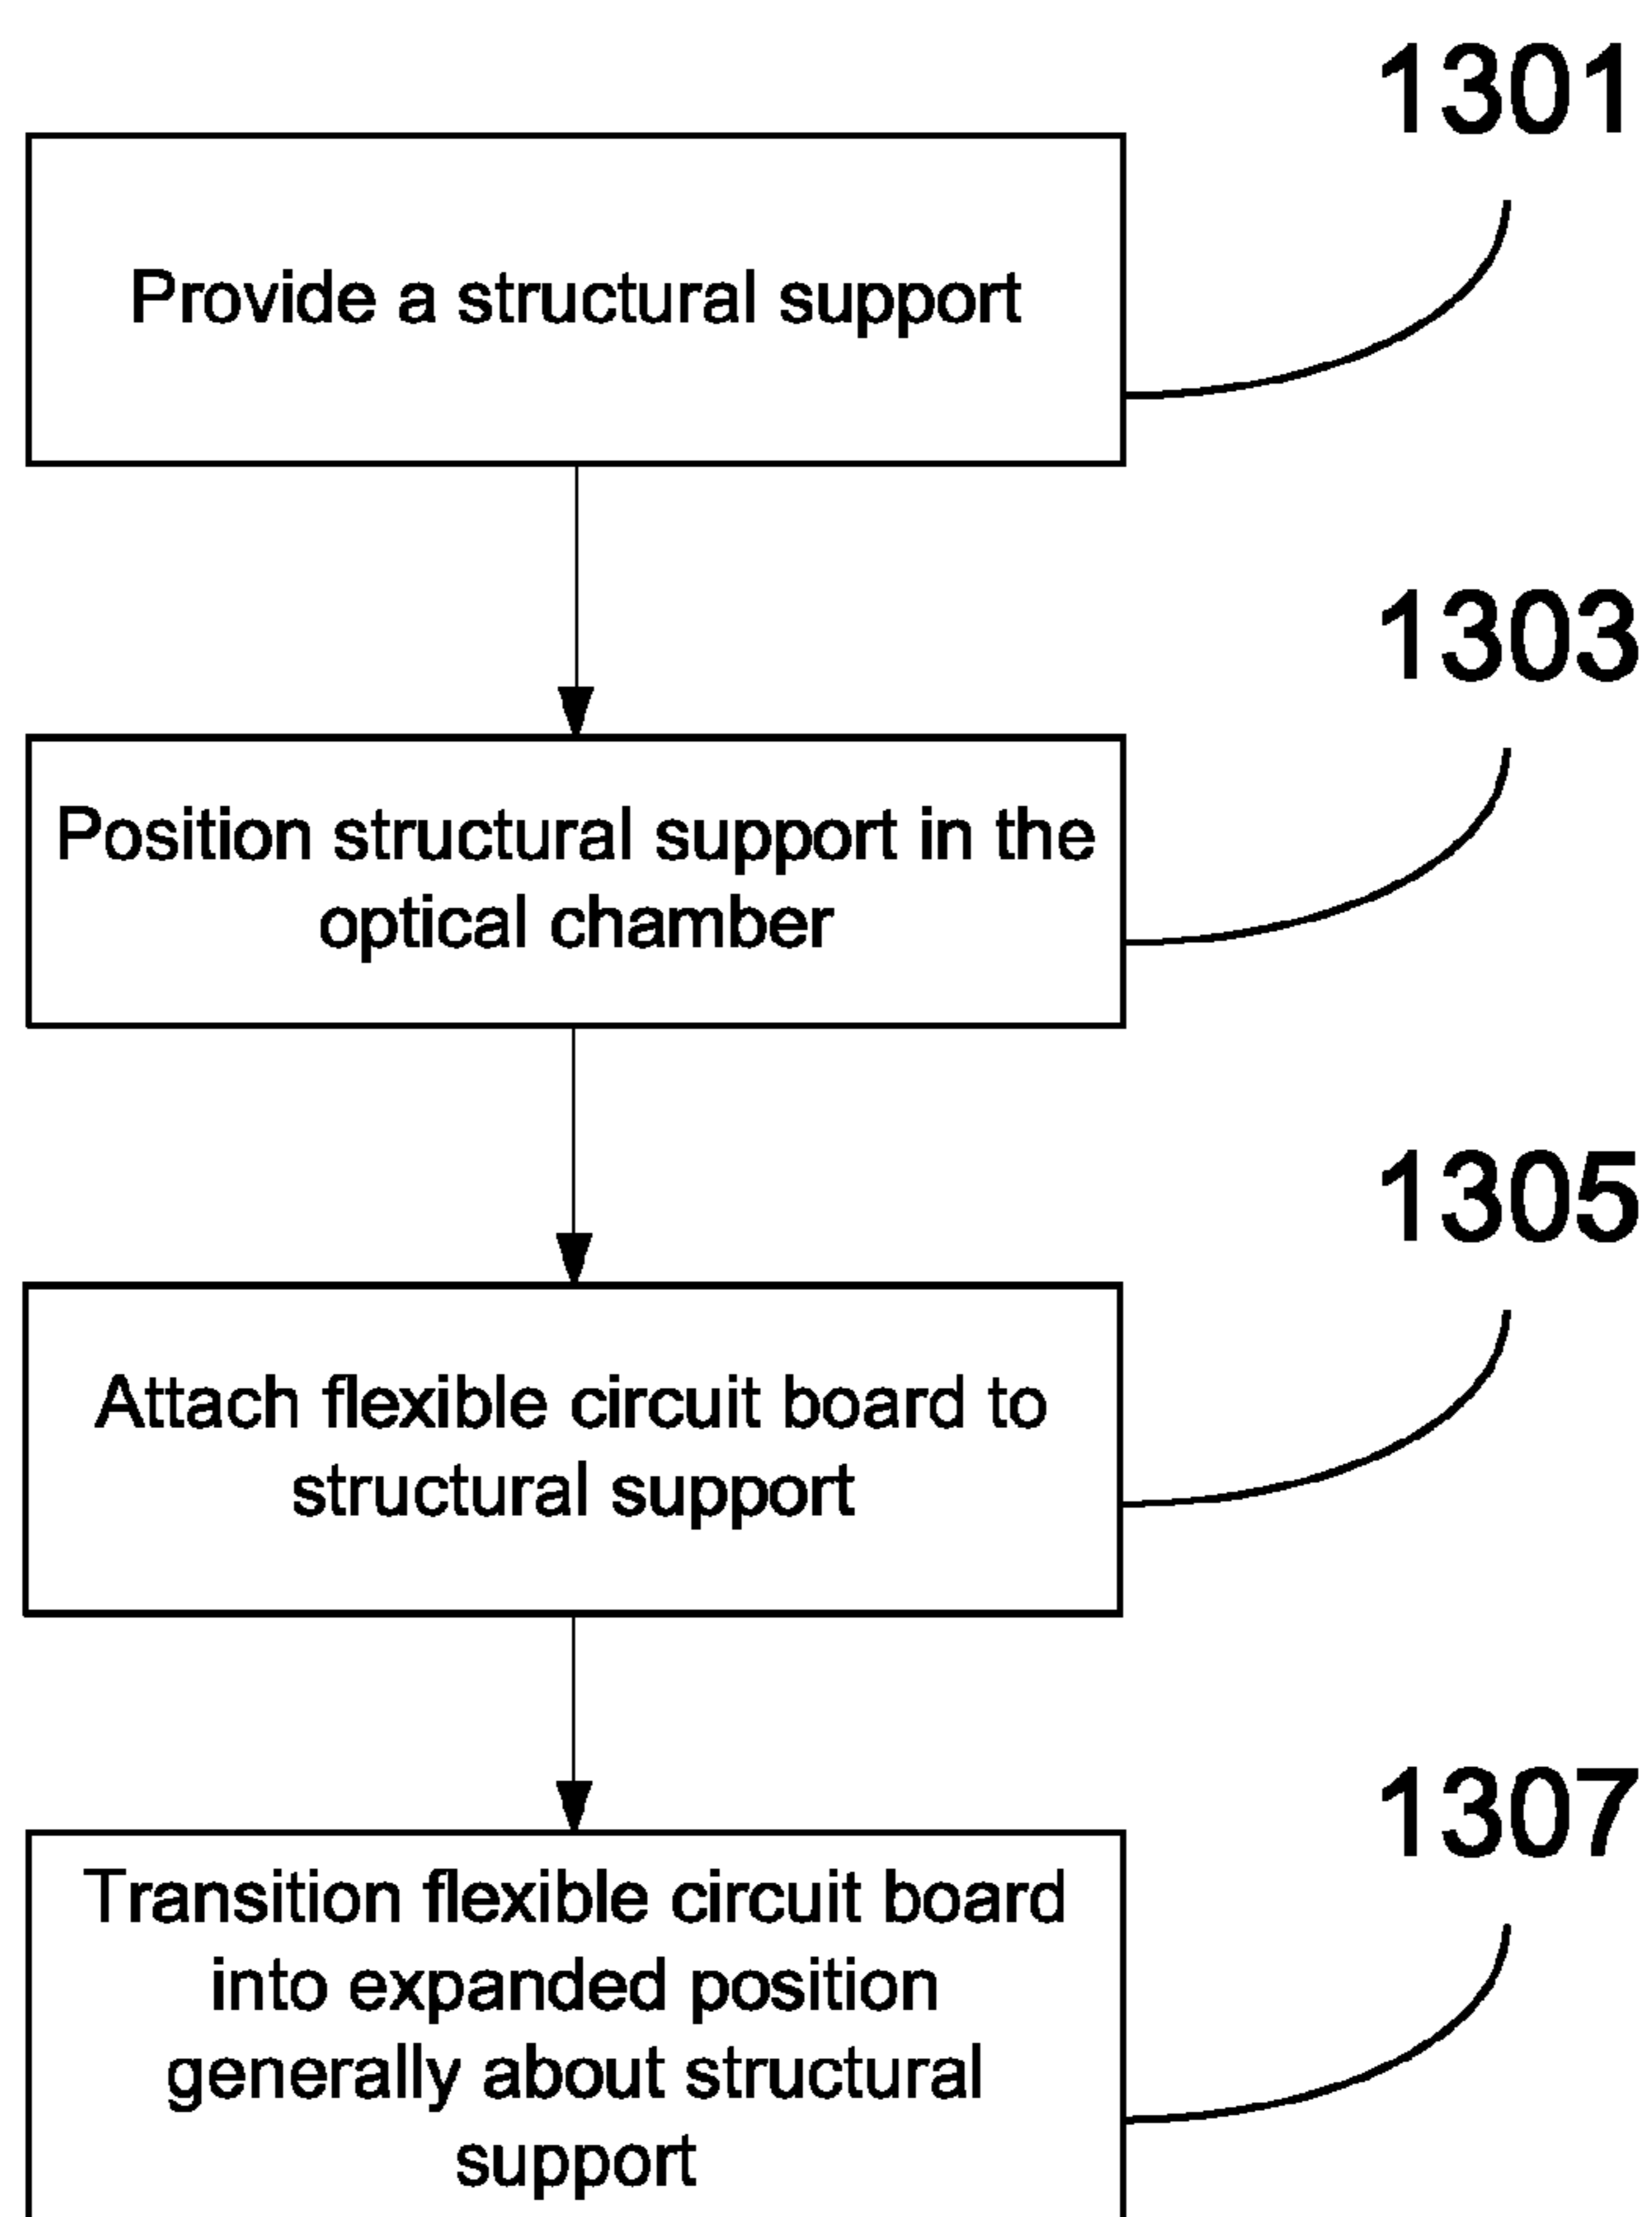 1301
Provide a structural support
1303
Position structural support in the
optical chamber
1305
Attach flexible circuit board to
structural support
1307
Transition flexible circuit board
into expanded position
generally about structural
support